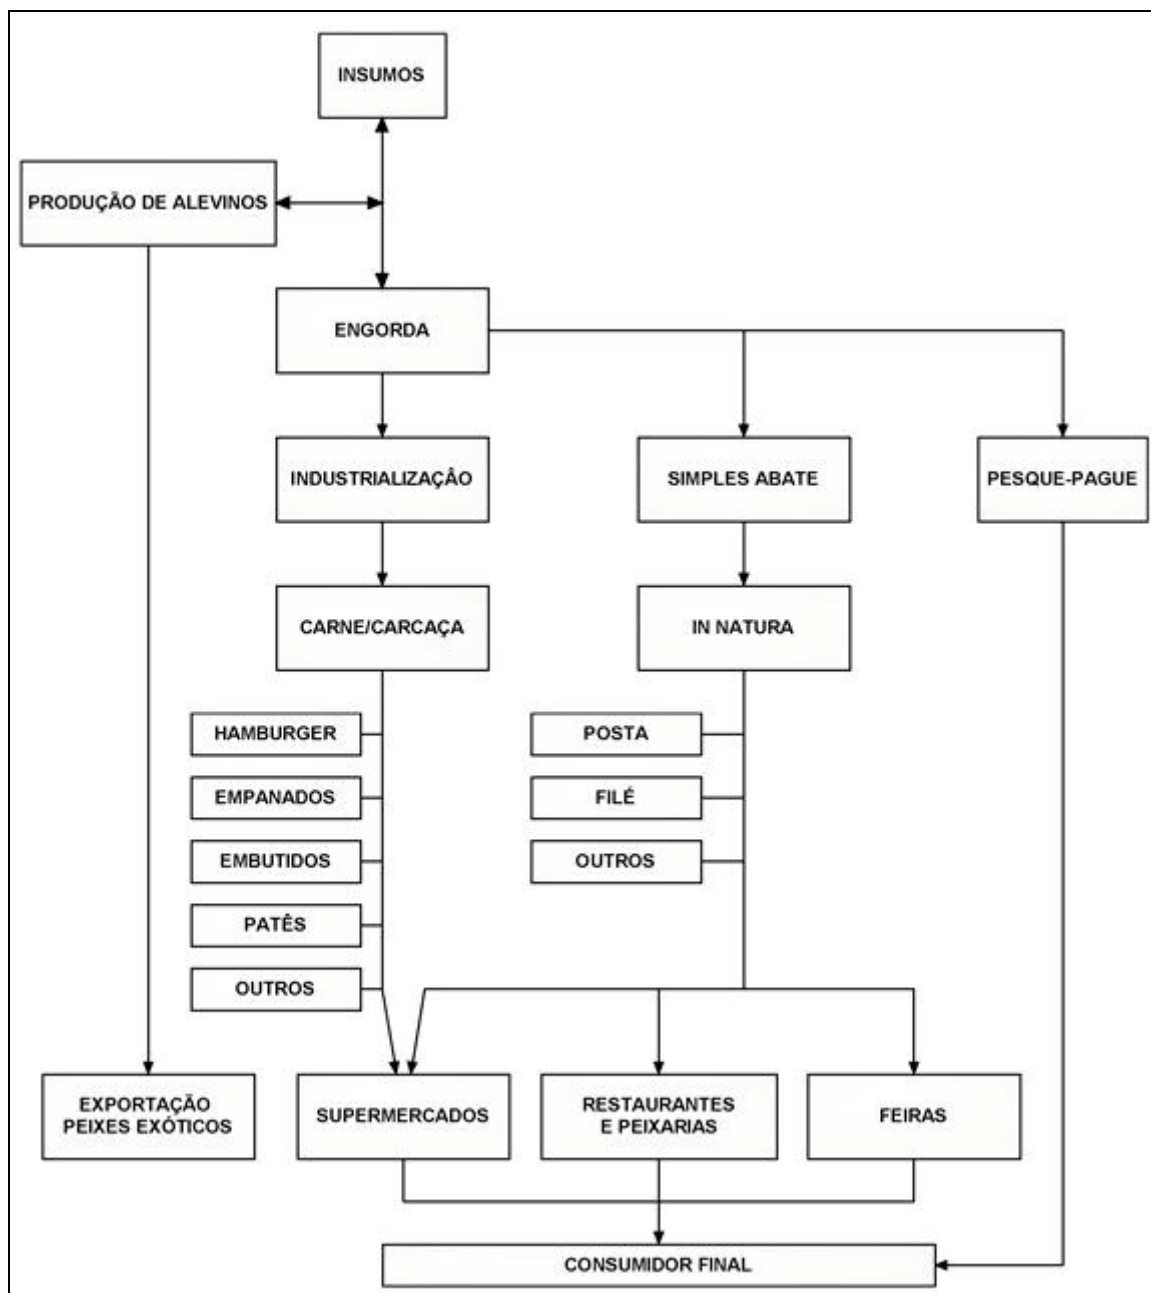 INSUMOS
PRODUÇÃO DE ALEVINOS
ENGORDA
INDUSTRIALIZAÇÂO
SIMPLES ABATE
PESQUE-PAGUE
CARNE/CARCAÇA
IN NATURA
HAMBURGER
POSTA
EMPANADOS
FILÉ
EMBUTIDOS
OUTROS
PATÊS
OUTROS
EXPORTAÇÃO
PEIXES EXÓTICOS
SUPERMERCADOS
RESTAURANTES
E PEIXARIAS
FEIRAS
CONSUMIDOR FINAL